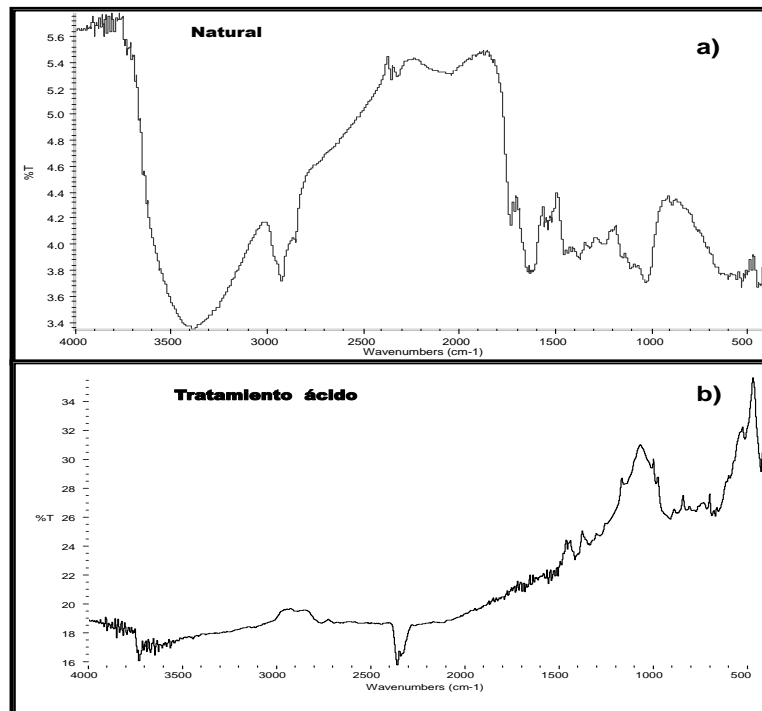 Natural
a)
5.6
5.4
5.2
5.0
4.8
4.6
%T
4.4
4.2
4.0
3.8
3.6
3.4
4000 3000 2500 2000 1500 1000 500
Wavenumbers (cm-1)
Tratamiento ácido
b)
34
32
30
28
26
%T
24
22
20
18
16
4000 3500 3000 2500 2000 1500 1000 500
Wavenumbers (cm-1)